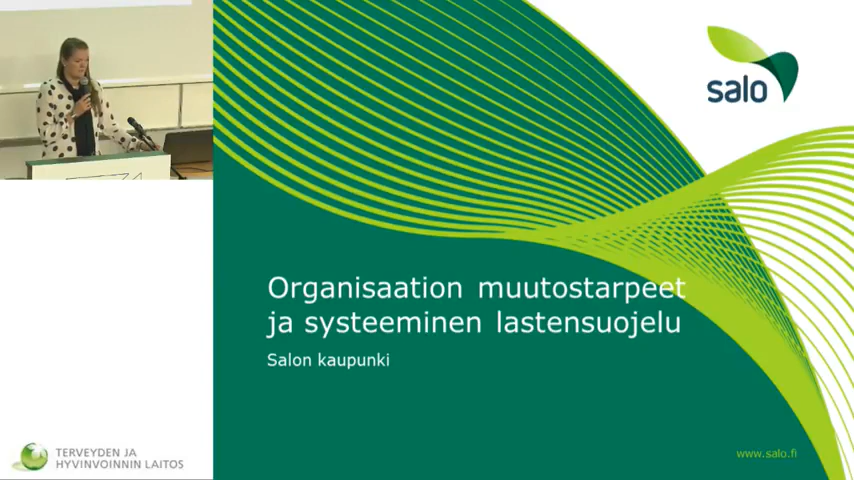 salo
Organisaation muutostarpeet
ja systeeminen lastensuojelu
Salon kaupunki
www.salo.fi
TERVEYDEN JA
HYVINVOINNIN LAITOS